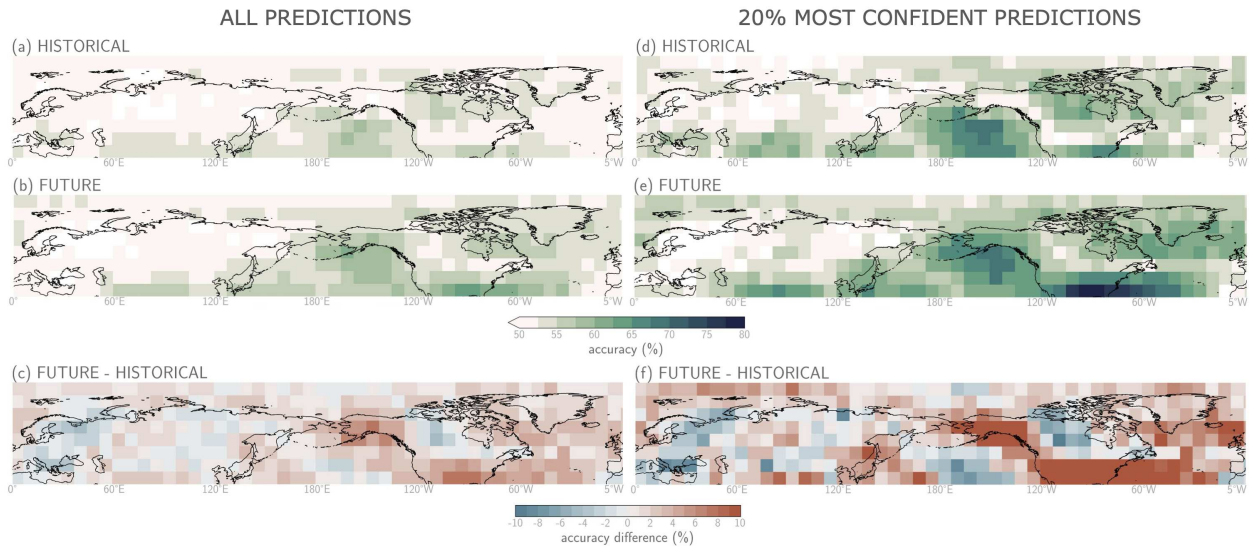 ALL PREDICTIONS
20% MOST CONFIDENT PREDICTIONS
(a) HISTORICAL
(d) HISTORICAL
0° 60°E 120°E 180° 120°W 60°W 5°W
0° 60°E 120°E 180° 120°W 60°W 5°W
(b) FUTURE
(e) FUTURE
0° 60°E 120°E 180° 120°W 60°W 5°W
0° 60°E 120°E 180° 120°W 60°W 5°W
50 55 60 65 70 75 80
accuracy (%)
(c) FUTURE - HISTORICAL
(f) FUTURE - HISTORICAL
0° 60°E 120°E 180° 120°W 60°W 5°W
0° 60°E 120°E 180° 120°W 60°W 5°W
-10 -8 -6 -4 -2 0 2 4 6 8 10
accuracy difference (%)